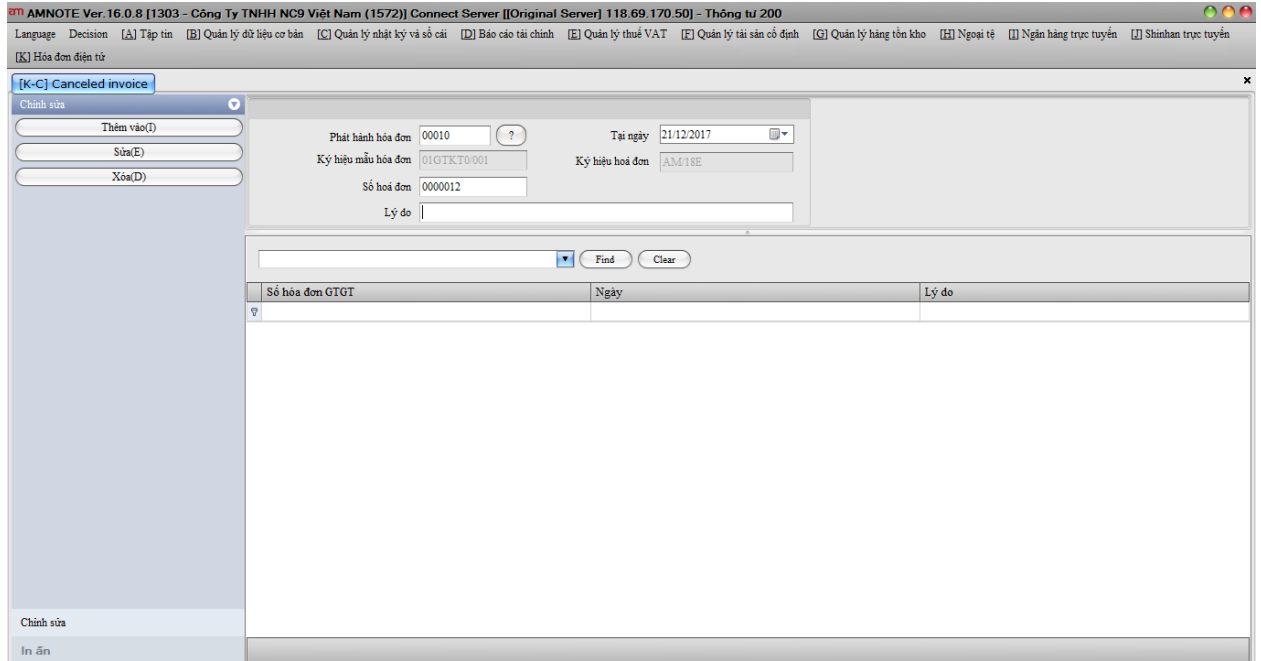 am AMNOTE Ver.16.0.8 [1303 - Công Ty TNHH NC9 Việt Nam (1572)] Connect Server [[Original Server] 118.69.170.50] - Thông tư 200
Language Decision [A] Tập tin [B] Quản lý dữ liệu cơ bản [C] Quản lý nhật ký và sổ cái [D] Báo cáo tài chinh [E] Quản lý thuế VAT [F] Quản lý tài sản cố định [G] Quản lý hàng tồn kho [H] Ngoại tệ [I] Ngân hàng trực tuyến [J] Shinhan trực tuyến
[K] Hóa đơn điện tử
[K-C] Canceled invoice
Chỉnh sửa
Thêm vào(I)
Sửa(E)
Xóa(D)
Phát hành hóa đơn 00010 ? Tại ngày 21/12/2017
Ký hiệu mẫu hóa đơn 01GTKT0/001 Ký hiệu hoá đơn AM/18E
Số hoá đơn 0000012
Lý do
Find Clear
Số hóa đơn GTGT Ngày Lý do
Chỉnh sửa
In ấn